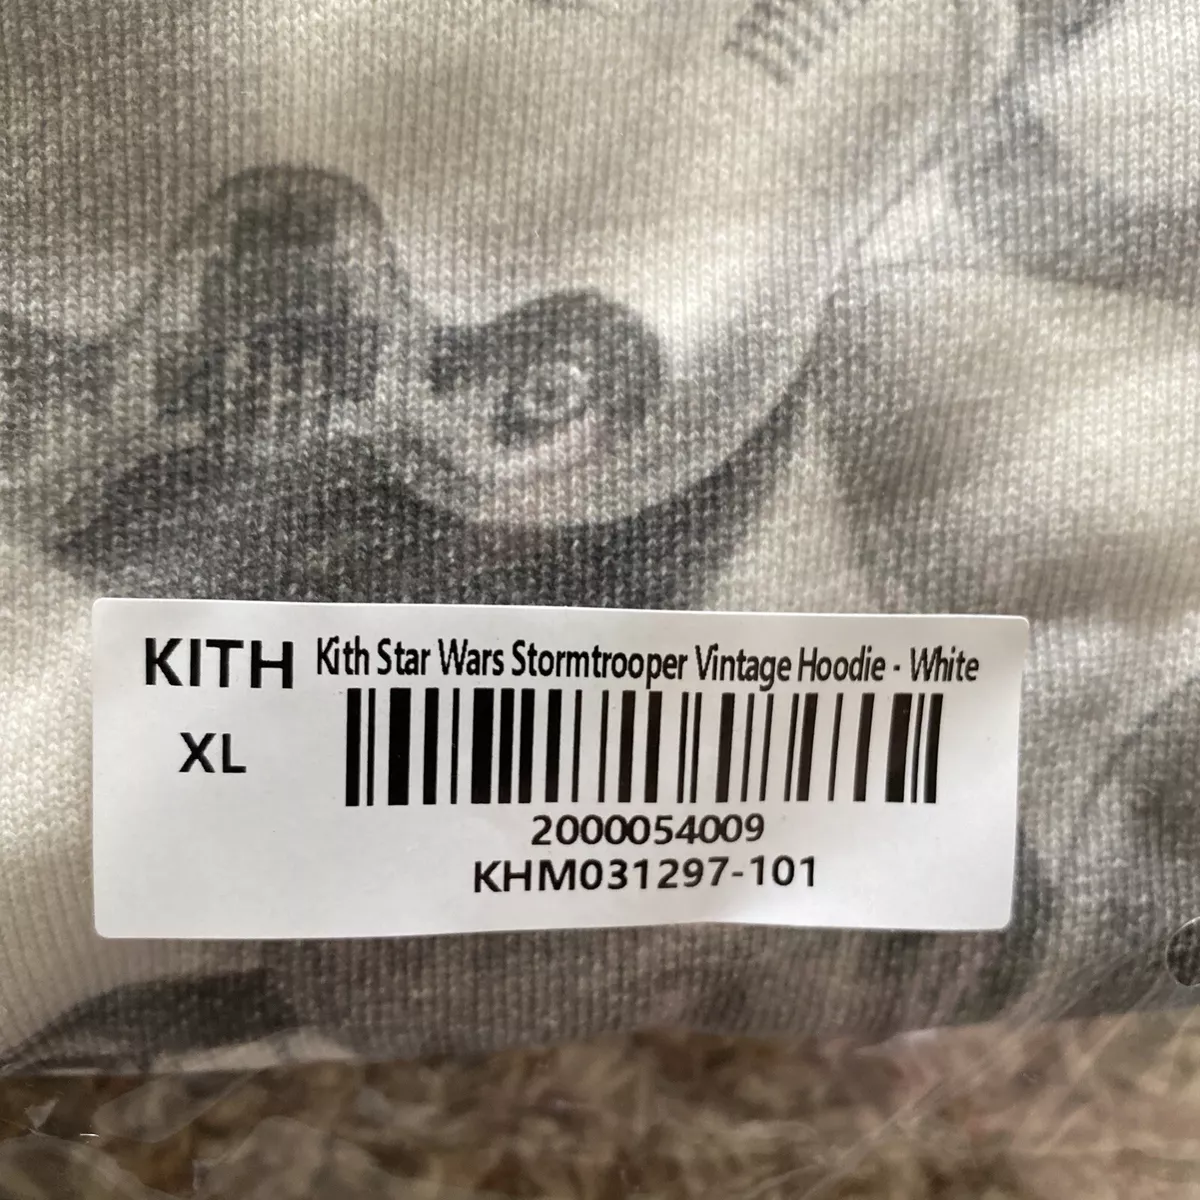 KITH Kith Star Wars Stormtrooper Vintage Hoodie - White
XL
2000054009
KHM031297-101